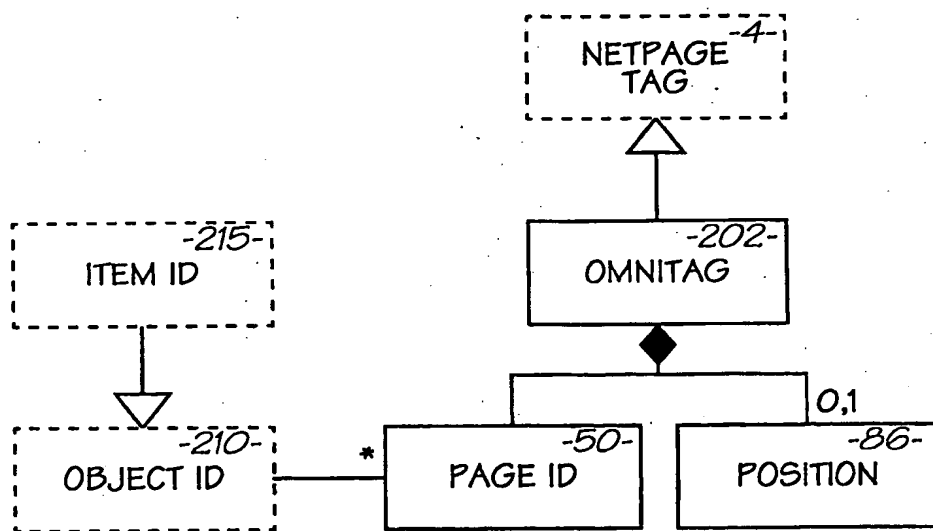 -4-
NETPAGE
TAG
-215-
ITEM ID
-202-
OMNITAG
0,1
-210-
OBJECT ID
*
-50-
PAGE ID
-86-
POSITION